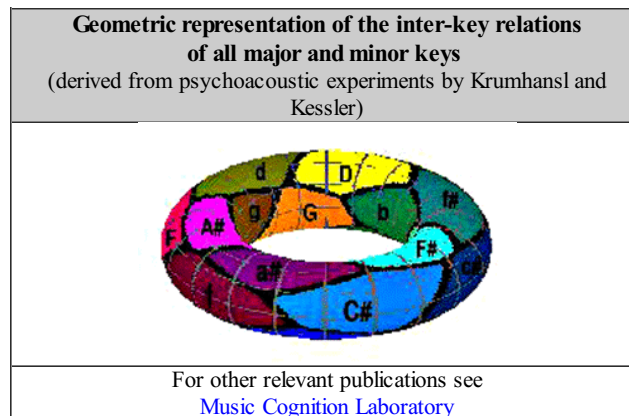 Geometric representation of the inter-key relations
of all major and minor keys
(derived from psychoacoustic experiments by Krumhansl and
Kessler)
d D
A# g G b f#
F F#
a# c#
f C#
For other relevant publications see
Music Cognition Laboratory